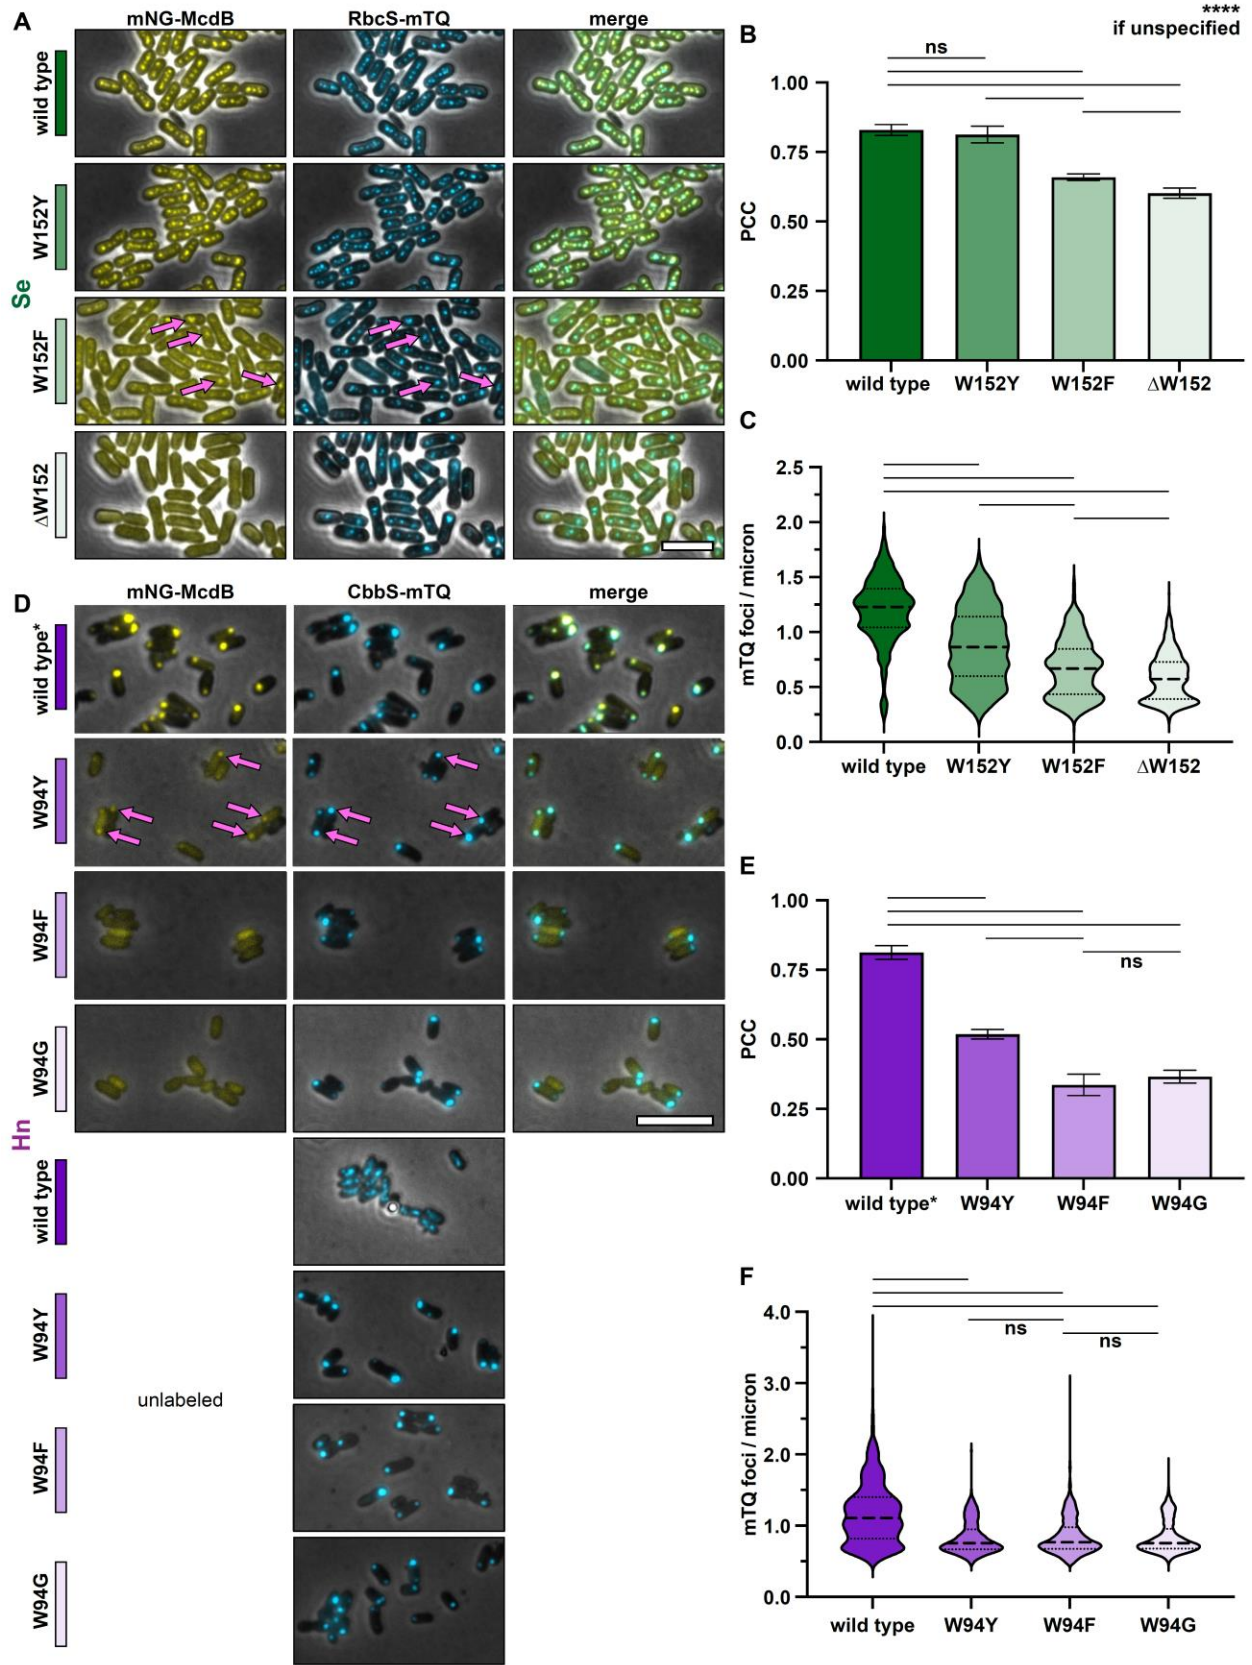 A
mNG-McdB
RbcS-mTQ
merge
wild type
W152Y
W152F
ΔW152
Se
B
****
if unspecified
ns
1.00
0.75
0.50
0.25
0.00
PCC
wild type
W152Y
W152F
ΔW152
C
2.5
2.0
1.5
1.0
0.5
0.0
mTQ foci / micron
wild type
W152Y
W152F
ΔW152
D
mNG-McdB
CbbS-mTQ
merge
wild type*
W94Y
W94F
W94G
Hn
wild type
W94Y
W94F
W94G
unlabeled
E
ns
1.00
0.75
0.50
0.25
0.00
PCC
wild type*
W94Y
W94F
W94G
F
ns
ns
4.0
3.0
2.0
1.0
0.0
mTQ foci / micron
wild type
W94Y
W94F
W94G